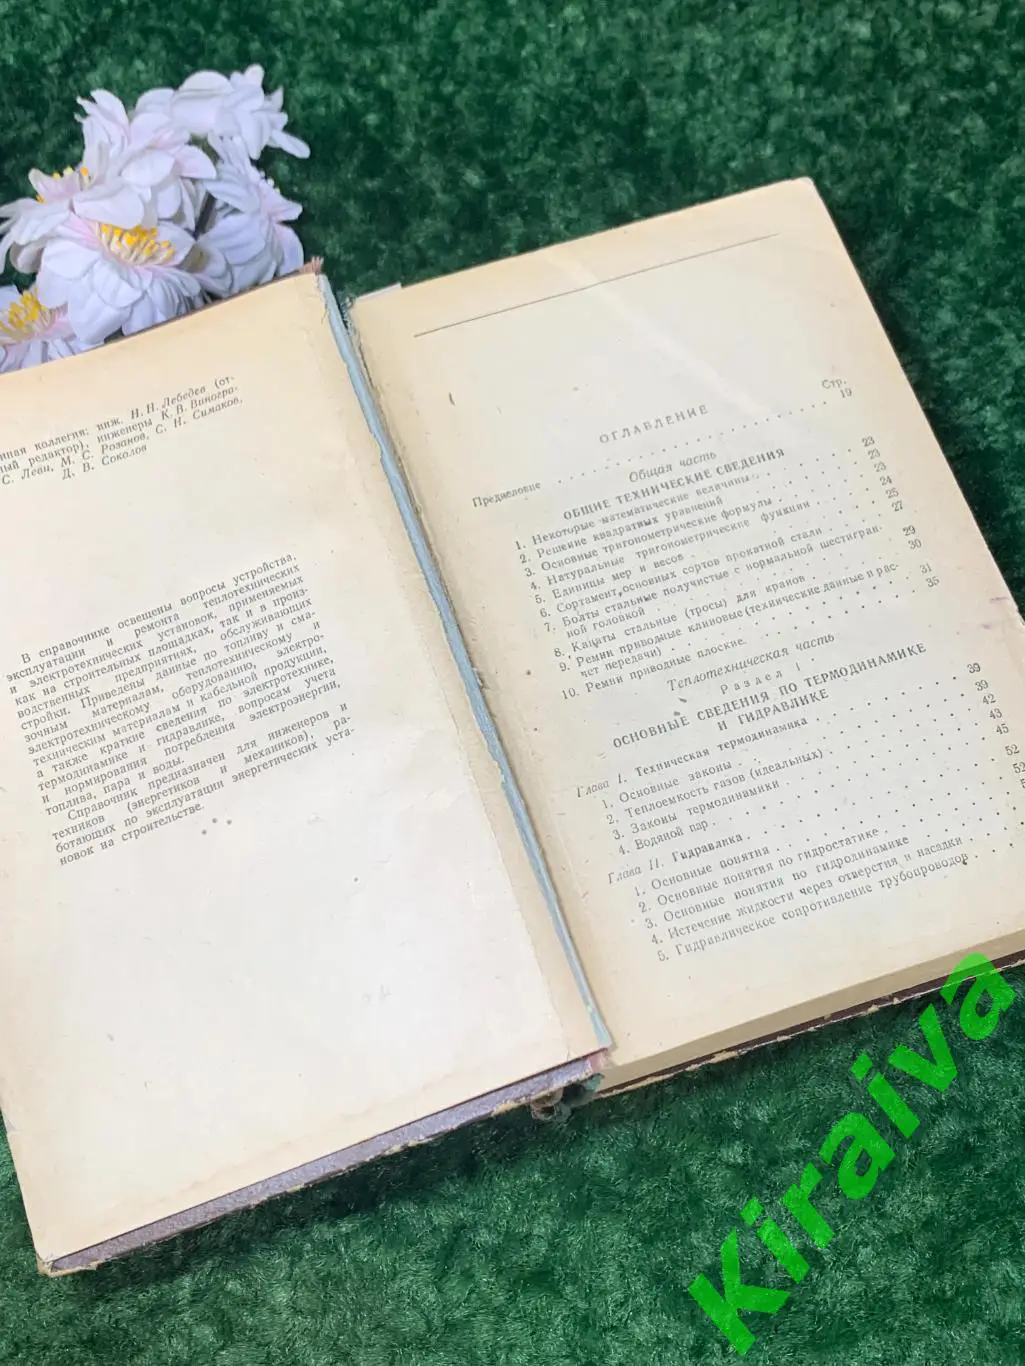 нная коллегия: инж. Н. Н. Лебедев (от-
ный редактор), инженеры К. В. Виногра-
С. Леви, М. С. Розанов, С. Н. Симаков,
Д. В. Соколов
В справочнике освещены вопросы устройства,
эксплуатации и ремонта теплотехнических
и электротехнических установок, применяемых
как на строительных площадках, так и в произ-
водственных предприятиях, обслуживающих
стройки. Приведены данные по топливу и сма-
зочным материалам, теплотехническому и
электротехническому оборудованию, электро-
техническим материалам и кабельной продукции,
а также краткие сведения по электротехнике,
термодинамике и гидравлике, вопросам учета
и нормирования потребления электроэнергии,
топлива, пара и воды.
Справочник предназначен для инженеров и
техников (энергетиков и механиков), ра-
ботающих по эксплуатации энергетических уста-
новок на строительстве.
ОГЛАВЛЕНИЕ
Стр.
Предисловие 19
Общая часть
ОБЩИЕ ТЕХНИЧЕСКИЕ СВЕДЕНИЯ
1. Некоторые математические величины 23
2. Решение квадратных уравнений 23
3. Основные тригонометрические формулы 23
4. Натуральные тригонометрические функции 24
5. Единицы мер и весов 25
6. Сортамент основных сортов прокатной стали 27
7. Болты стальные получистые с нормальной шестигран-
ной головкой 29
8. Канаты стальные (тросы) для кранов 30
9. Ремни приводные клиновые (технические данные и рас-
чет передачи) 31
10. Ремни приводные плоские 35
Теплотехническая часть
Раздел I
ОСНОВНЫЕ СВЕДЕНИЯ ПО ТЕРМОДИНАМИКЕ
И ГИДРАВЛИКЕ
Глава I. Техническая термодинамика 39
1. Основные законы 39
2. Теплоемкость газов (идеальных) 42
3. Законы термодинамики 43
4. Водяной пар 45
Глава II. Гидравлика 52
1. Основные понятия 52
2. Основные понятия по гидростатике
3. Основные понятия по гидродинамике
4. Истечение жидкости через отверстия и насадки
5. Гидравлическое сопротивление трубопроводов
Kiraiva